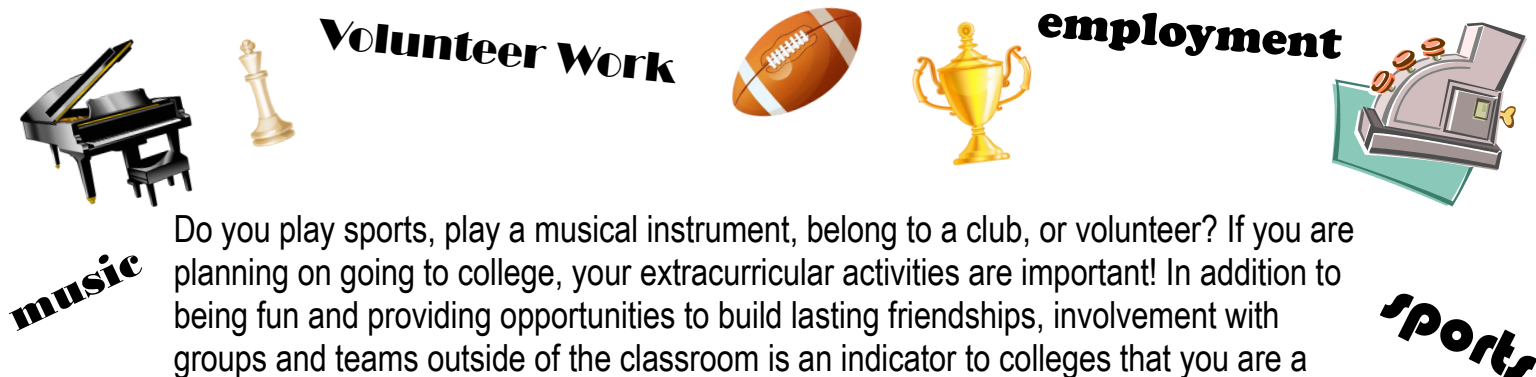 Volunteer Work
employment
music
Do you play sports, play a musical instrument, belong to a club, or volunteer? If you are
planning on going to college, your extracurricular activities are important! In addition to
being fun and providing opportunities to build lasting friendships, involvement with
groups and teams outside of the classroom is an indicator to colleges that you are a
sports